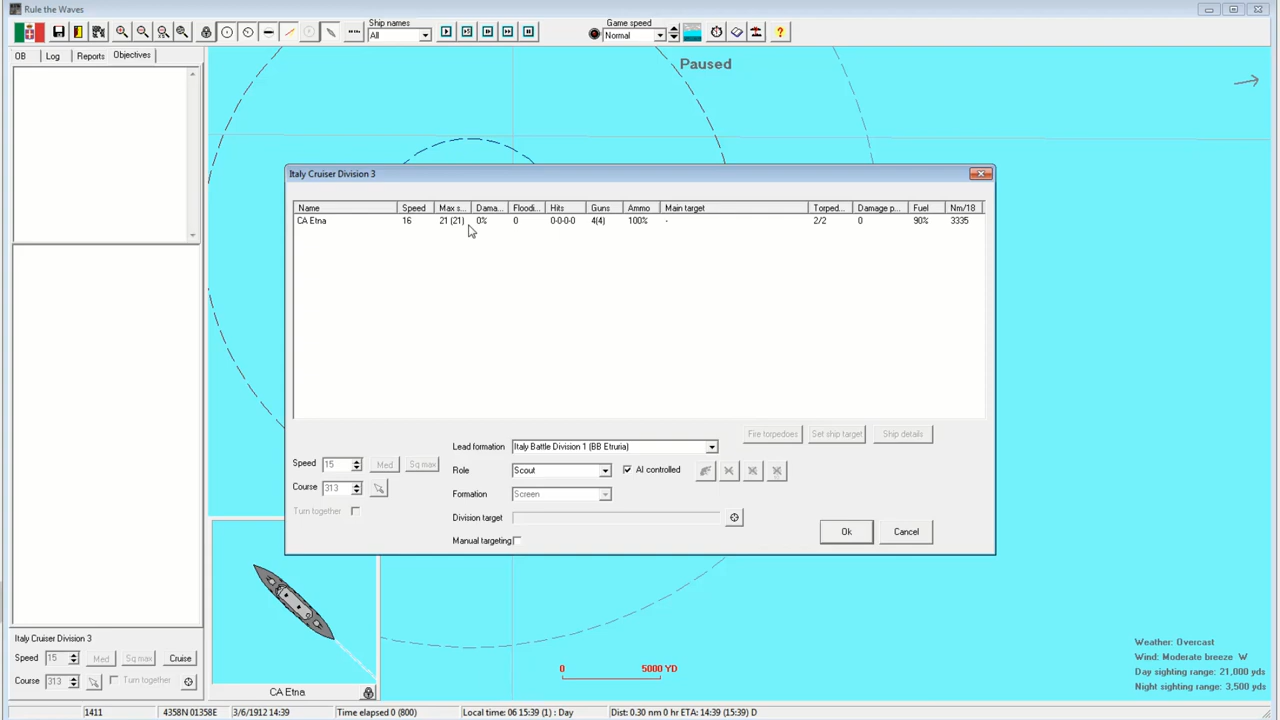 Rule the Waves
Ship names
All
Game speed
Normal
OB Log Reports Objectives
Paused
Italy Cruiser Division 3
Name Speed Max s... Dama... Floodi... Hits Guns Ammo Main target Torped... Damage p... Fuel Nm/18
CA Etna 16 21 (21) 0% 0 0-0-0-0 4(4) 100% - 2/2 0 90% 3335
Fire torpedoes Set ship target Ship details
Lead formation Italy Battle Division 1 (BB Etruria)
Speed 15 Med Sq max
Role Scout AI controlled
Course 313
Formation Screen
Turn together
Division target
Ok Cancel
Manual targeting
Italy Cruiser Division 3
Speed 15 Med Sq max Cruise
Course 313 Turn together
CA Etna
0 5000 YD
Weather: Overcast
Wind: Moderate breeze W
Day sighting range: 21,000 yds
Night sighting range: 3,500 yds
1411 4358N 01358E 3/6/1912 14:39 Time elapsed 0 (800) Local time: 06 15:39 (1) : Day Dist: 0.30 nm 0 hr ETA: 14:39 (15:39) D